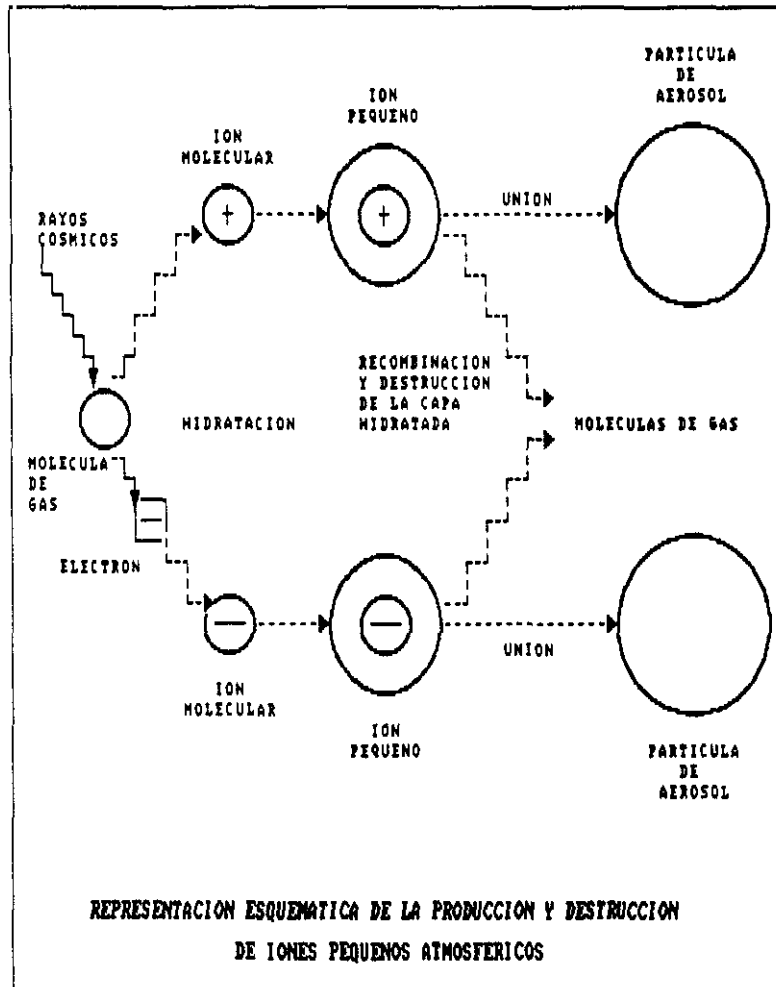 PARTICULA
DE
AEROSOL
ION
PEQUENO
ION
MOLECULAR
+
+
UNION
RAYOS
COSMICOS
RECOMBINACION
Y DESTRUCCION
DE LA CAPA
HIDRATADA
HIDRATACION
MOLECULAS DE GAS
MOLECULA
DE
GAS
−
ELECTRON
−
−
UNION
ION
MOLECULAR
ION
PEQUENO
PARTICULA
DE
AEROSOL
REPRESENTACION ESQUEMATICA DE LA PRODUCCION Y DESTRUCCION
DE IONES PEQUENOS ATMOSFERICOS